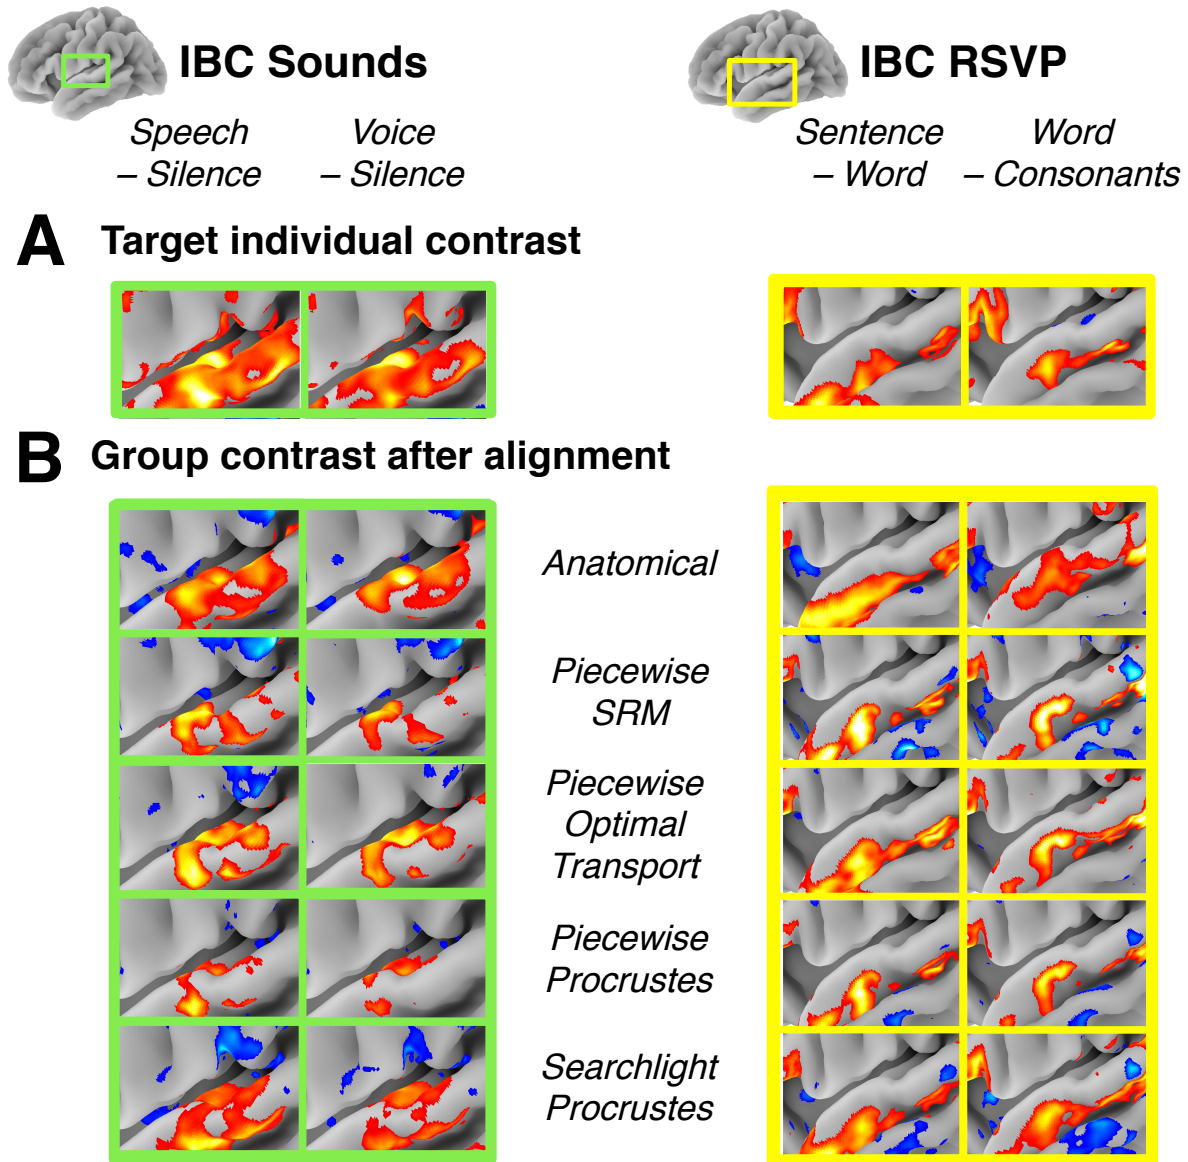 IBC Sounds
IBC RSVP
Speech
– Silence
Voice
– Silence
Sentence
– Word
Word
– Consonants
A Target individual contrast
B Group contrast after alignment
Anatomical
Piecewise
SRM
Piecewise
Optimal
Transport
Piecewise
Procrustes
Searchlight
Procrustes